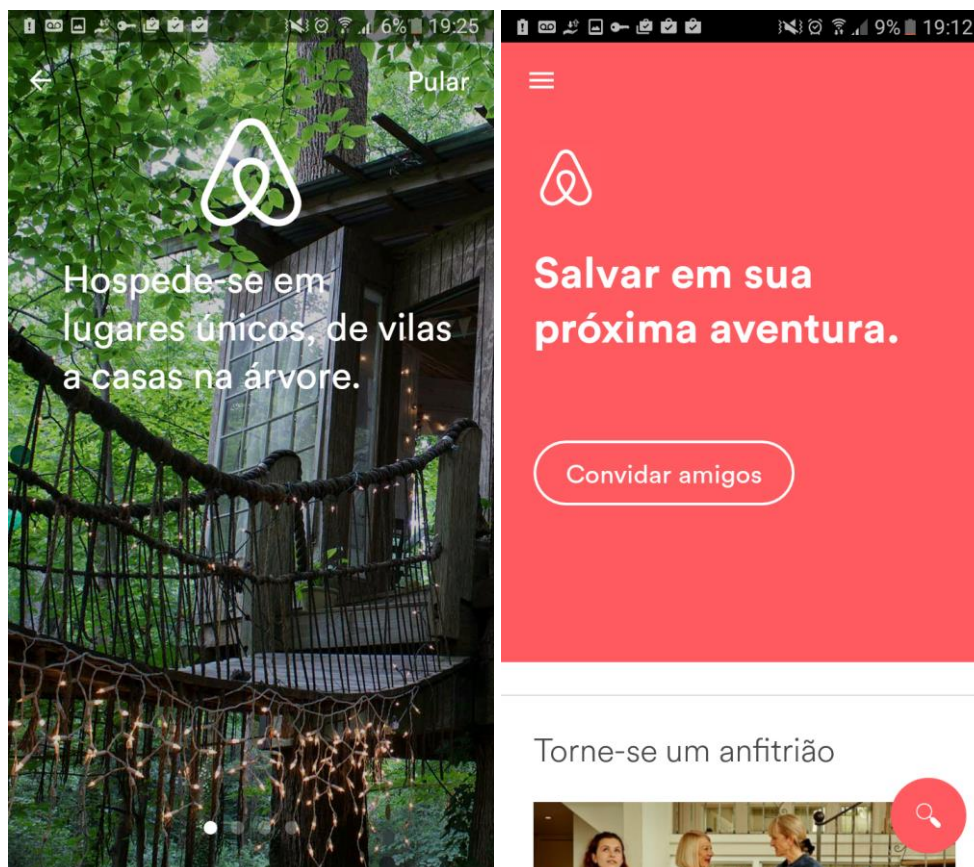 6% 19:25
Pular
Hospede-se em
lugares únicos, de vilas
a casas na árvore.
9% 19:12
Salvar em sua
próxima aventura.
Convidar amigos
Torne-se um anfitrião